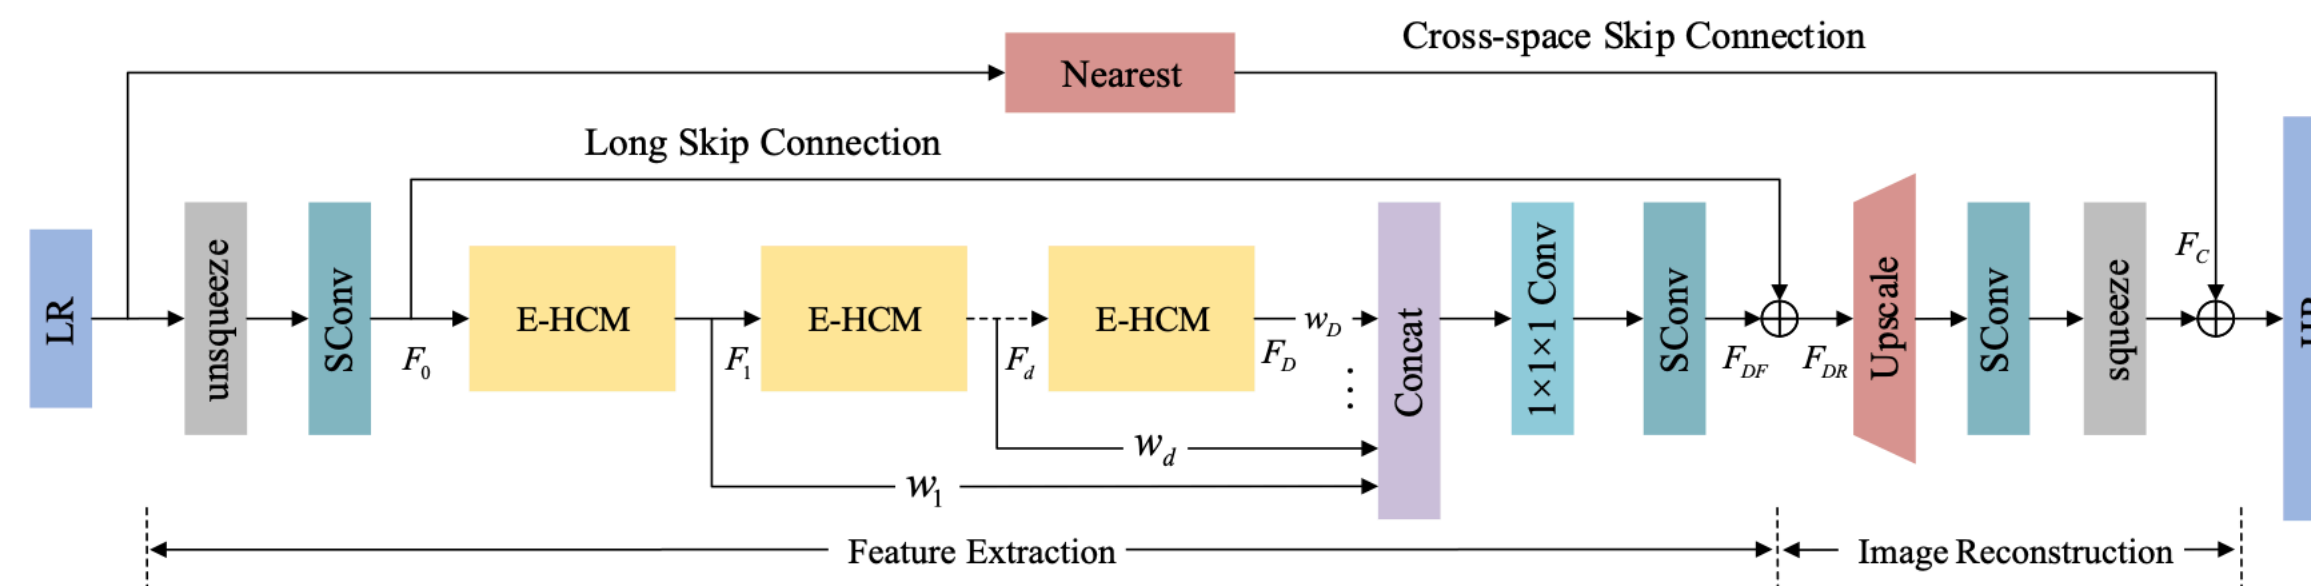 Cross-space Skip Connection
Nearest
Long Skip Connection
LR
unsqueeze
SConv
F_0
E-HCM
F_1
E-HCM
F_d
E-HCM
w_D
F_D
w_d
w_1
Concat
1×1×1 Conv
SConv
F_DF
F_DR
Upscale
SConv
squeeze
F_C
Feature Extraction
Image Reconstruction